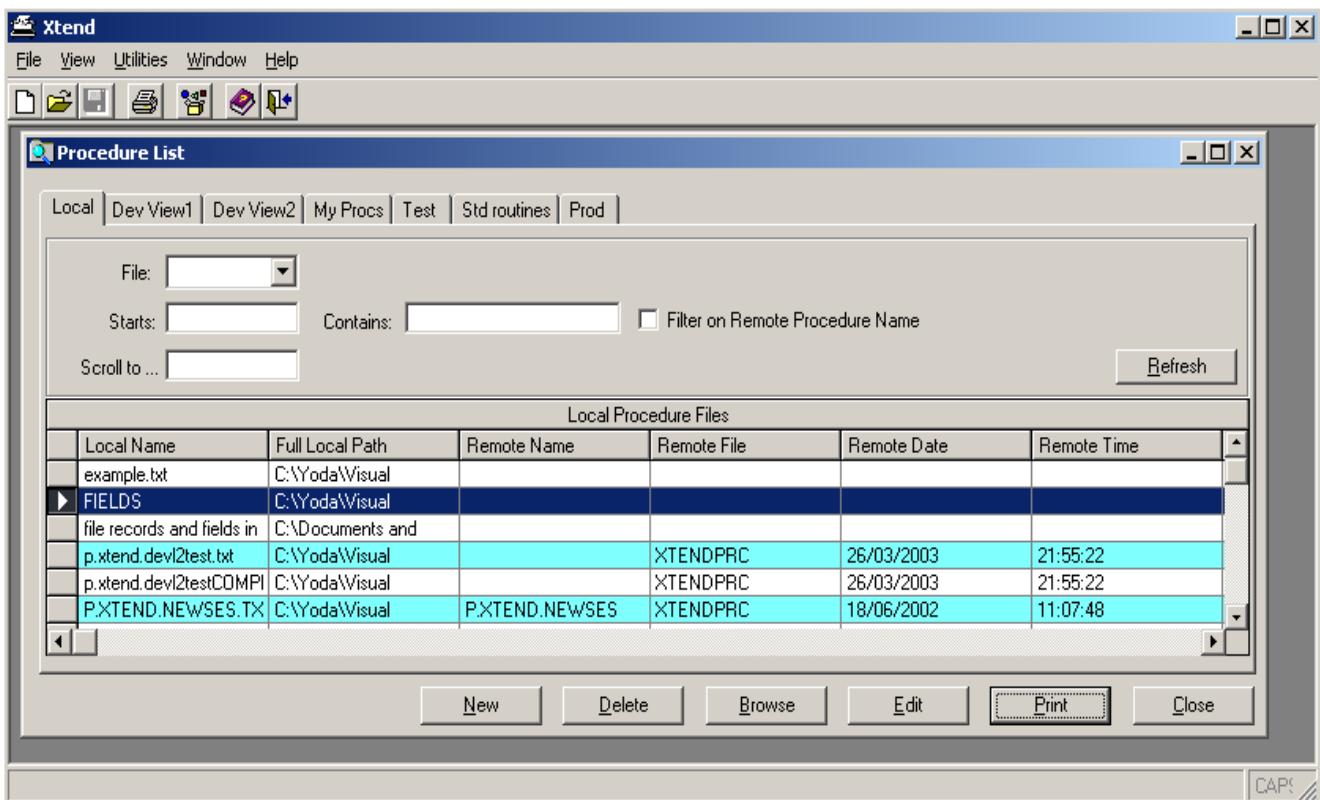 Xtend
File View Utilities Window Help
Procedure List
Local Dev View1 Dev View2 My Procs Test Std routines Prod
File:
Starts: Contains: Filter on Remote Procedure Name
Scroll to ... Refresh
Local Procedure Files
Local Name Full Local Path Remote Name Remote File Remote Date Remote Time
example.txt C:\Yoda\Visual
FIELDS C:\Yoda\Visual
file records and fields in C:\Documents and
p.xtend.devl2test.txt C:\Yoda\Visual XTENDPRC 26/03/2003 21:55:22
p.xtend.devl2testCOMPI C:\Yoda\Visual XTENDPRC 26/03/2003 21:55:22
P.XTEND.NEWSES.TX C:\Yoda\Visual P.XTEND.NEWSES XTENDPRC 18/06/2002 11:07:48
New Delete Browse Edit Print Close
CAPS